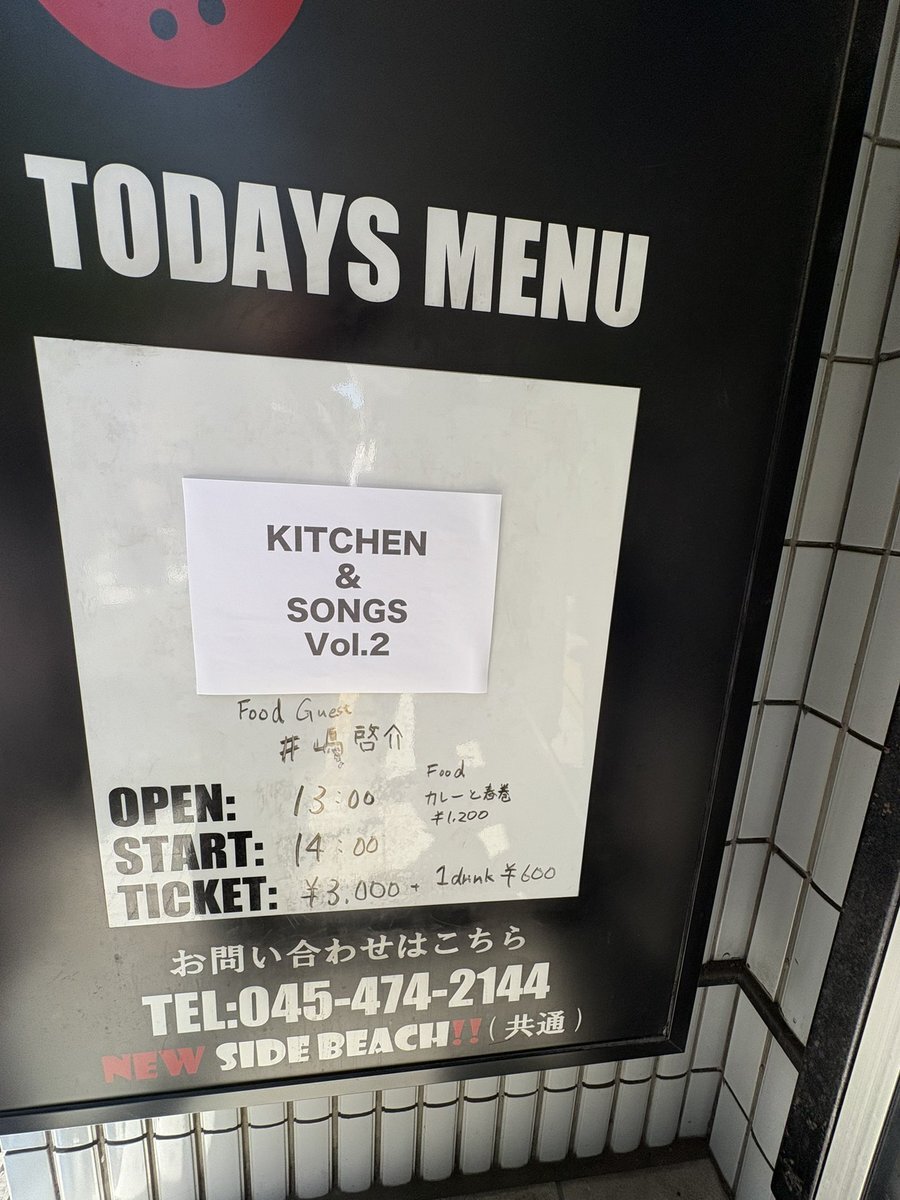 TODAYS MENU
KITCHEN
&
SONGS
Vol.2
Food Guest
井嶋啓介
OPEN: 13:00
START: 14:00
TICKET: ¥3,000 + 1drink ¥600
Food
カレーと春巻
¥1,200
お問い合わせはこちら
TEL:045-474-2144
NEW SIDE BEACH!!(共通)